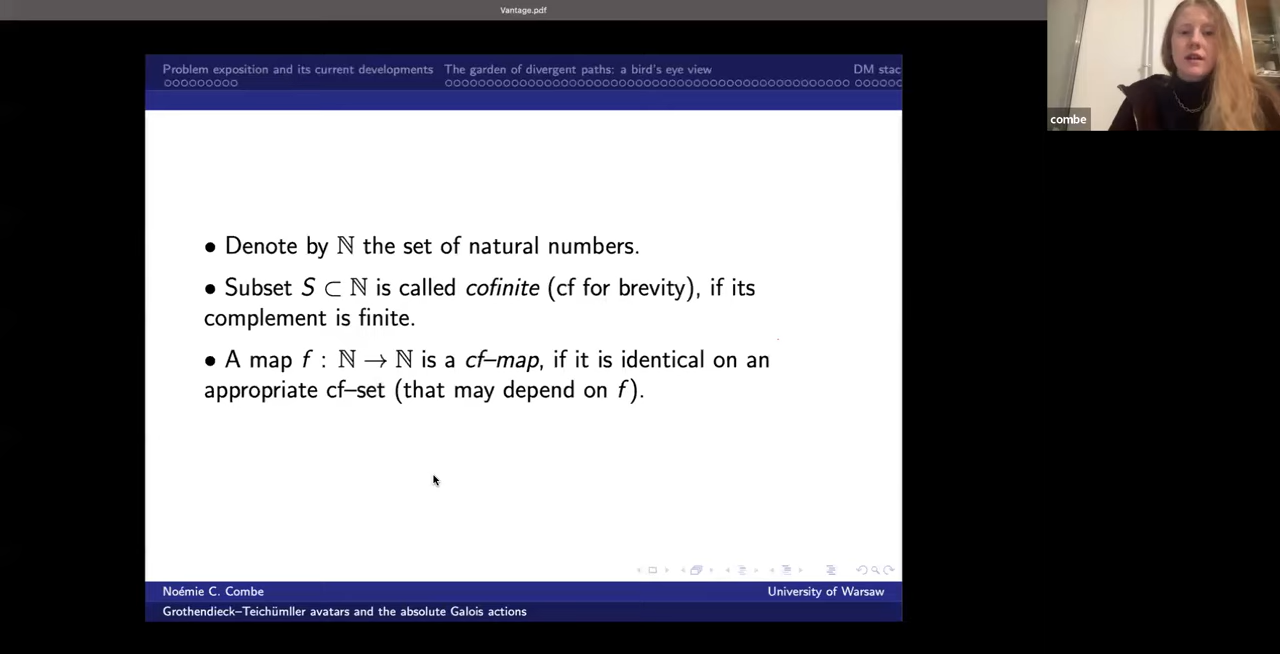 Vantage.pdf
combe
Problem exposition and its current developments The garden of divergent paths: a bird's eye view DM stac
• Denote by ℕ the set of natural numbers.
• Subset S ⊂ ℕ is called cofinite (cf for brevity), if its
complement is finite.
• A map f : ℕ → ℕ is a cf–map, if it is identical on an
appropriate cf–set (that may depend on f).
Noémie C. Combe University of Warsaw
Grothendieck–Teichümller avatars and the absolute Galois actions